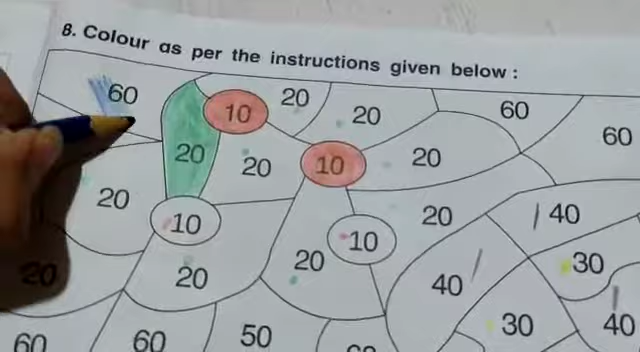 8. Colour as per the instructions given below :
60 10 20 20 60 60
20 20 10 20
20 10 20 40
20 20 20 10 40 30
60 60 50 30 40